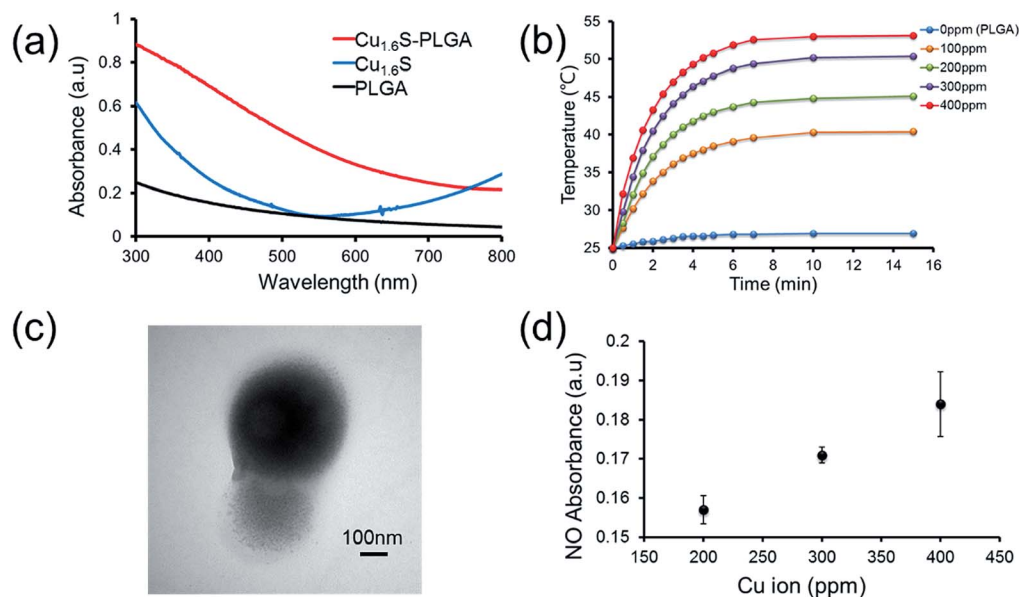 (a)
1
0.8
0.6
0.4
0.2
0
Absorbance (a.u)
300 400 500 600 700 800
Wavelength (nm)
Cu1.6S-PLGA
Cu1.6S
PLGA
(b)
55
50
45
40
35
30
25
Temperature (℃)
0 2 4 6 8 10 12 14 16
Time (min)
0ppm (PLGA)
100ppm
200ppm
300ppm
400ppm
(c)
100nm
(d)
0.2
0.19
0.18
0.17
0.16
0.15
NO Absorbance (a.u)
150 200 250 300 350 400 450
Cu ion (ppm)